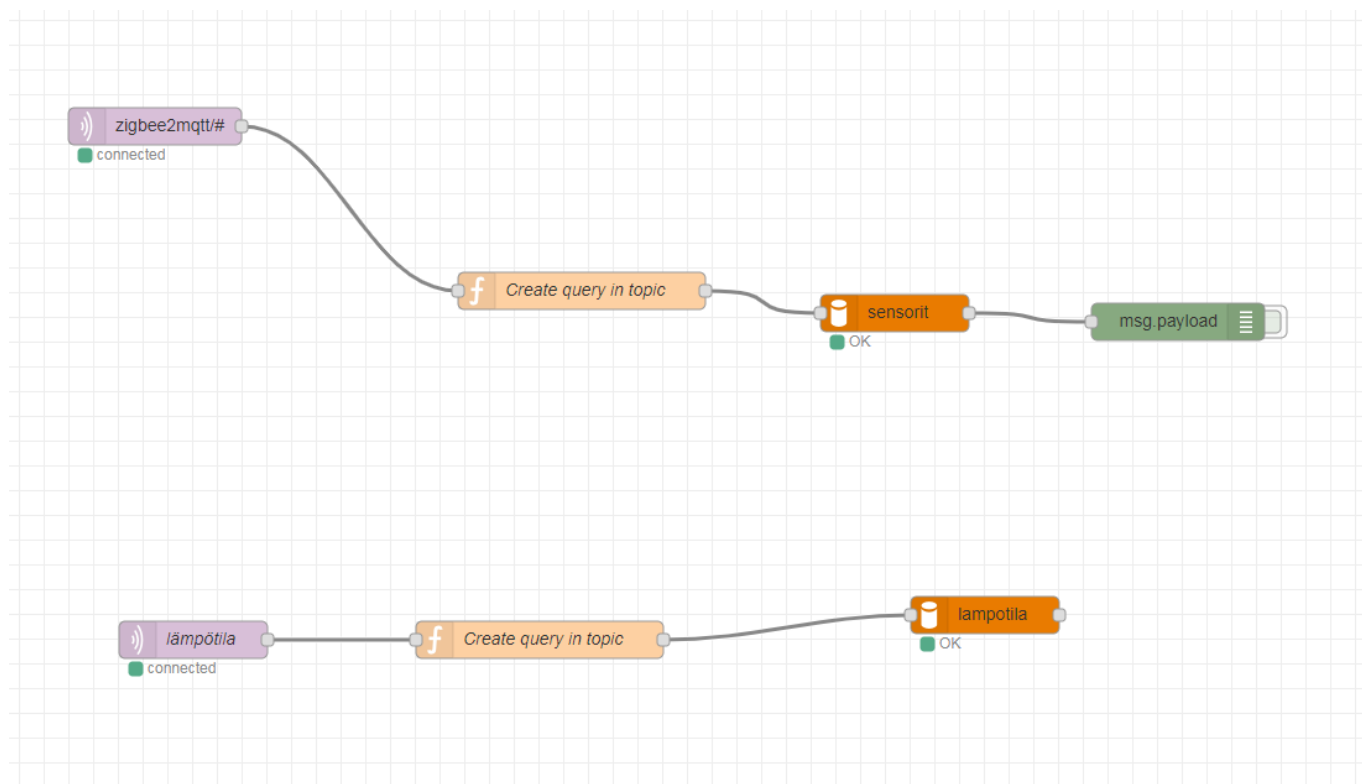 zigbee2mqtt/#
connected
Create query in topic
sensorit
OK
msg.payload
lämpötila
connected
Create query in topic
lampotila
OK